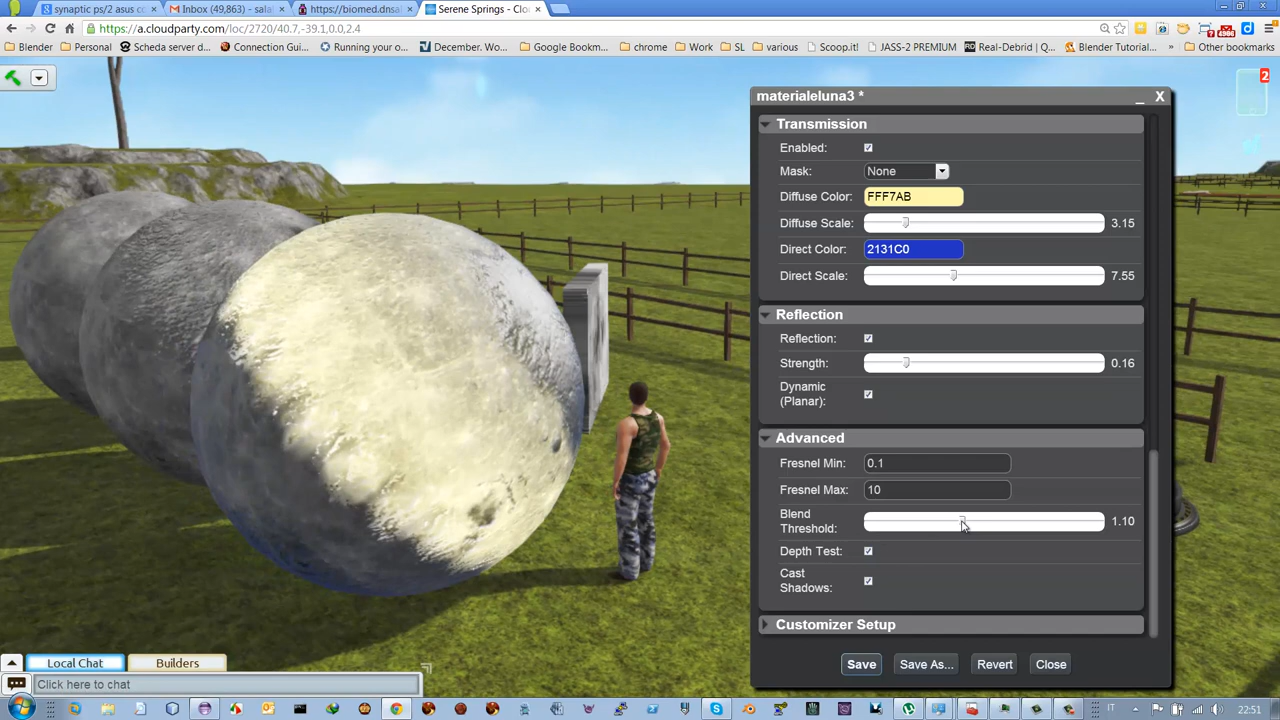 synaptic ps/2 asus co
Inbox (49,863) - sala
https://biomed.dnsal
Serene Springs - Clo
https://a.cloudparty.com/loc/2720/40.7,-39.1,0.0,2.4
Blender
Personal
Scheda server d...
Connection Gui...
Running your o...
December. Wo...
Google Bookm...
chrome
Work
SL
various
Scoop.it!
JASS-2 PREMIUM
Real-Debrid | Q...
Blender Tutorial...
Other bookmarks
2
materialeluna3 *
_ X
Transmission
Enabled:
Mask: None
Diffuse Color: FFF7AB
Diffuse Scale: 3.15
Direct Color: 2131C0
Direct Scale: 7.55
Reflection
Reflection:
Strength: 0.16
Dynamic
(Planar):
Advanced
Fresnel Min: 0.1
Fresnel Max: 10
Blend
Threshold: 1.10
Depth Test:
Cast
Shadows:
Customizer Setup
Save
Save As...
Revert
Close
Local Chat
Builders
Click here to chat
IT
22:51